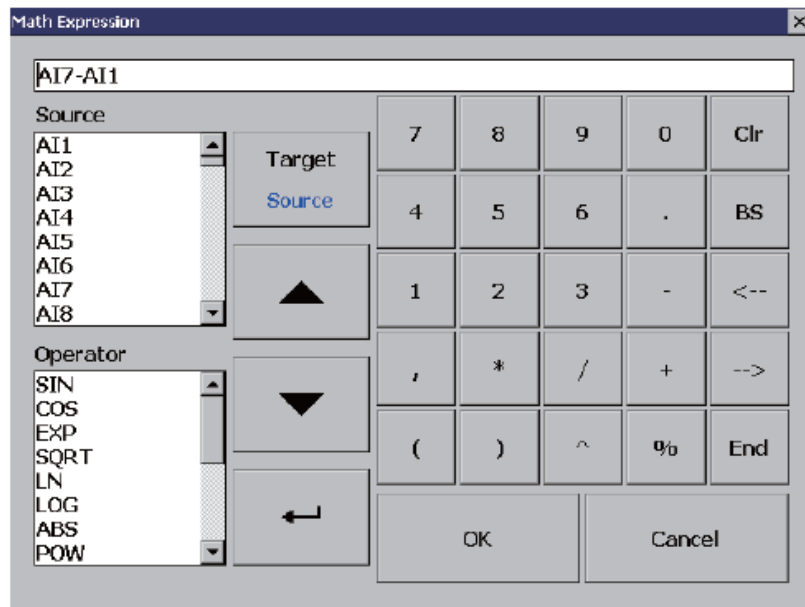 Math Expression
AI7-AI1
Source
AI1
AI2
AI3
AI4
AI5
AI6
AI7
AI8
Operator
SIN
COS
EXP
SQRT
LN
LOG
ABS
POW
Target
Source
7 8 9 0 Clr
4 5 6 . BS
1 2 3 - <--
, * / + -->
( ) ^ % End
OK Cancel